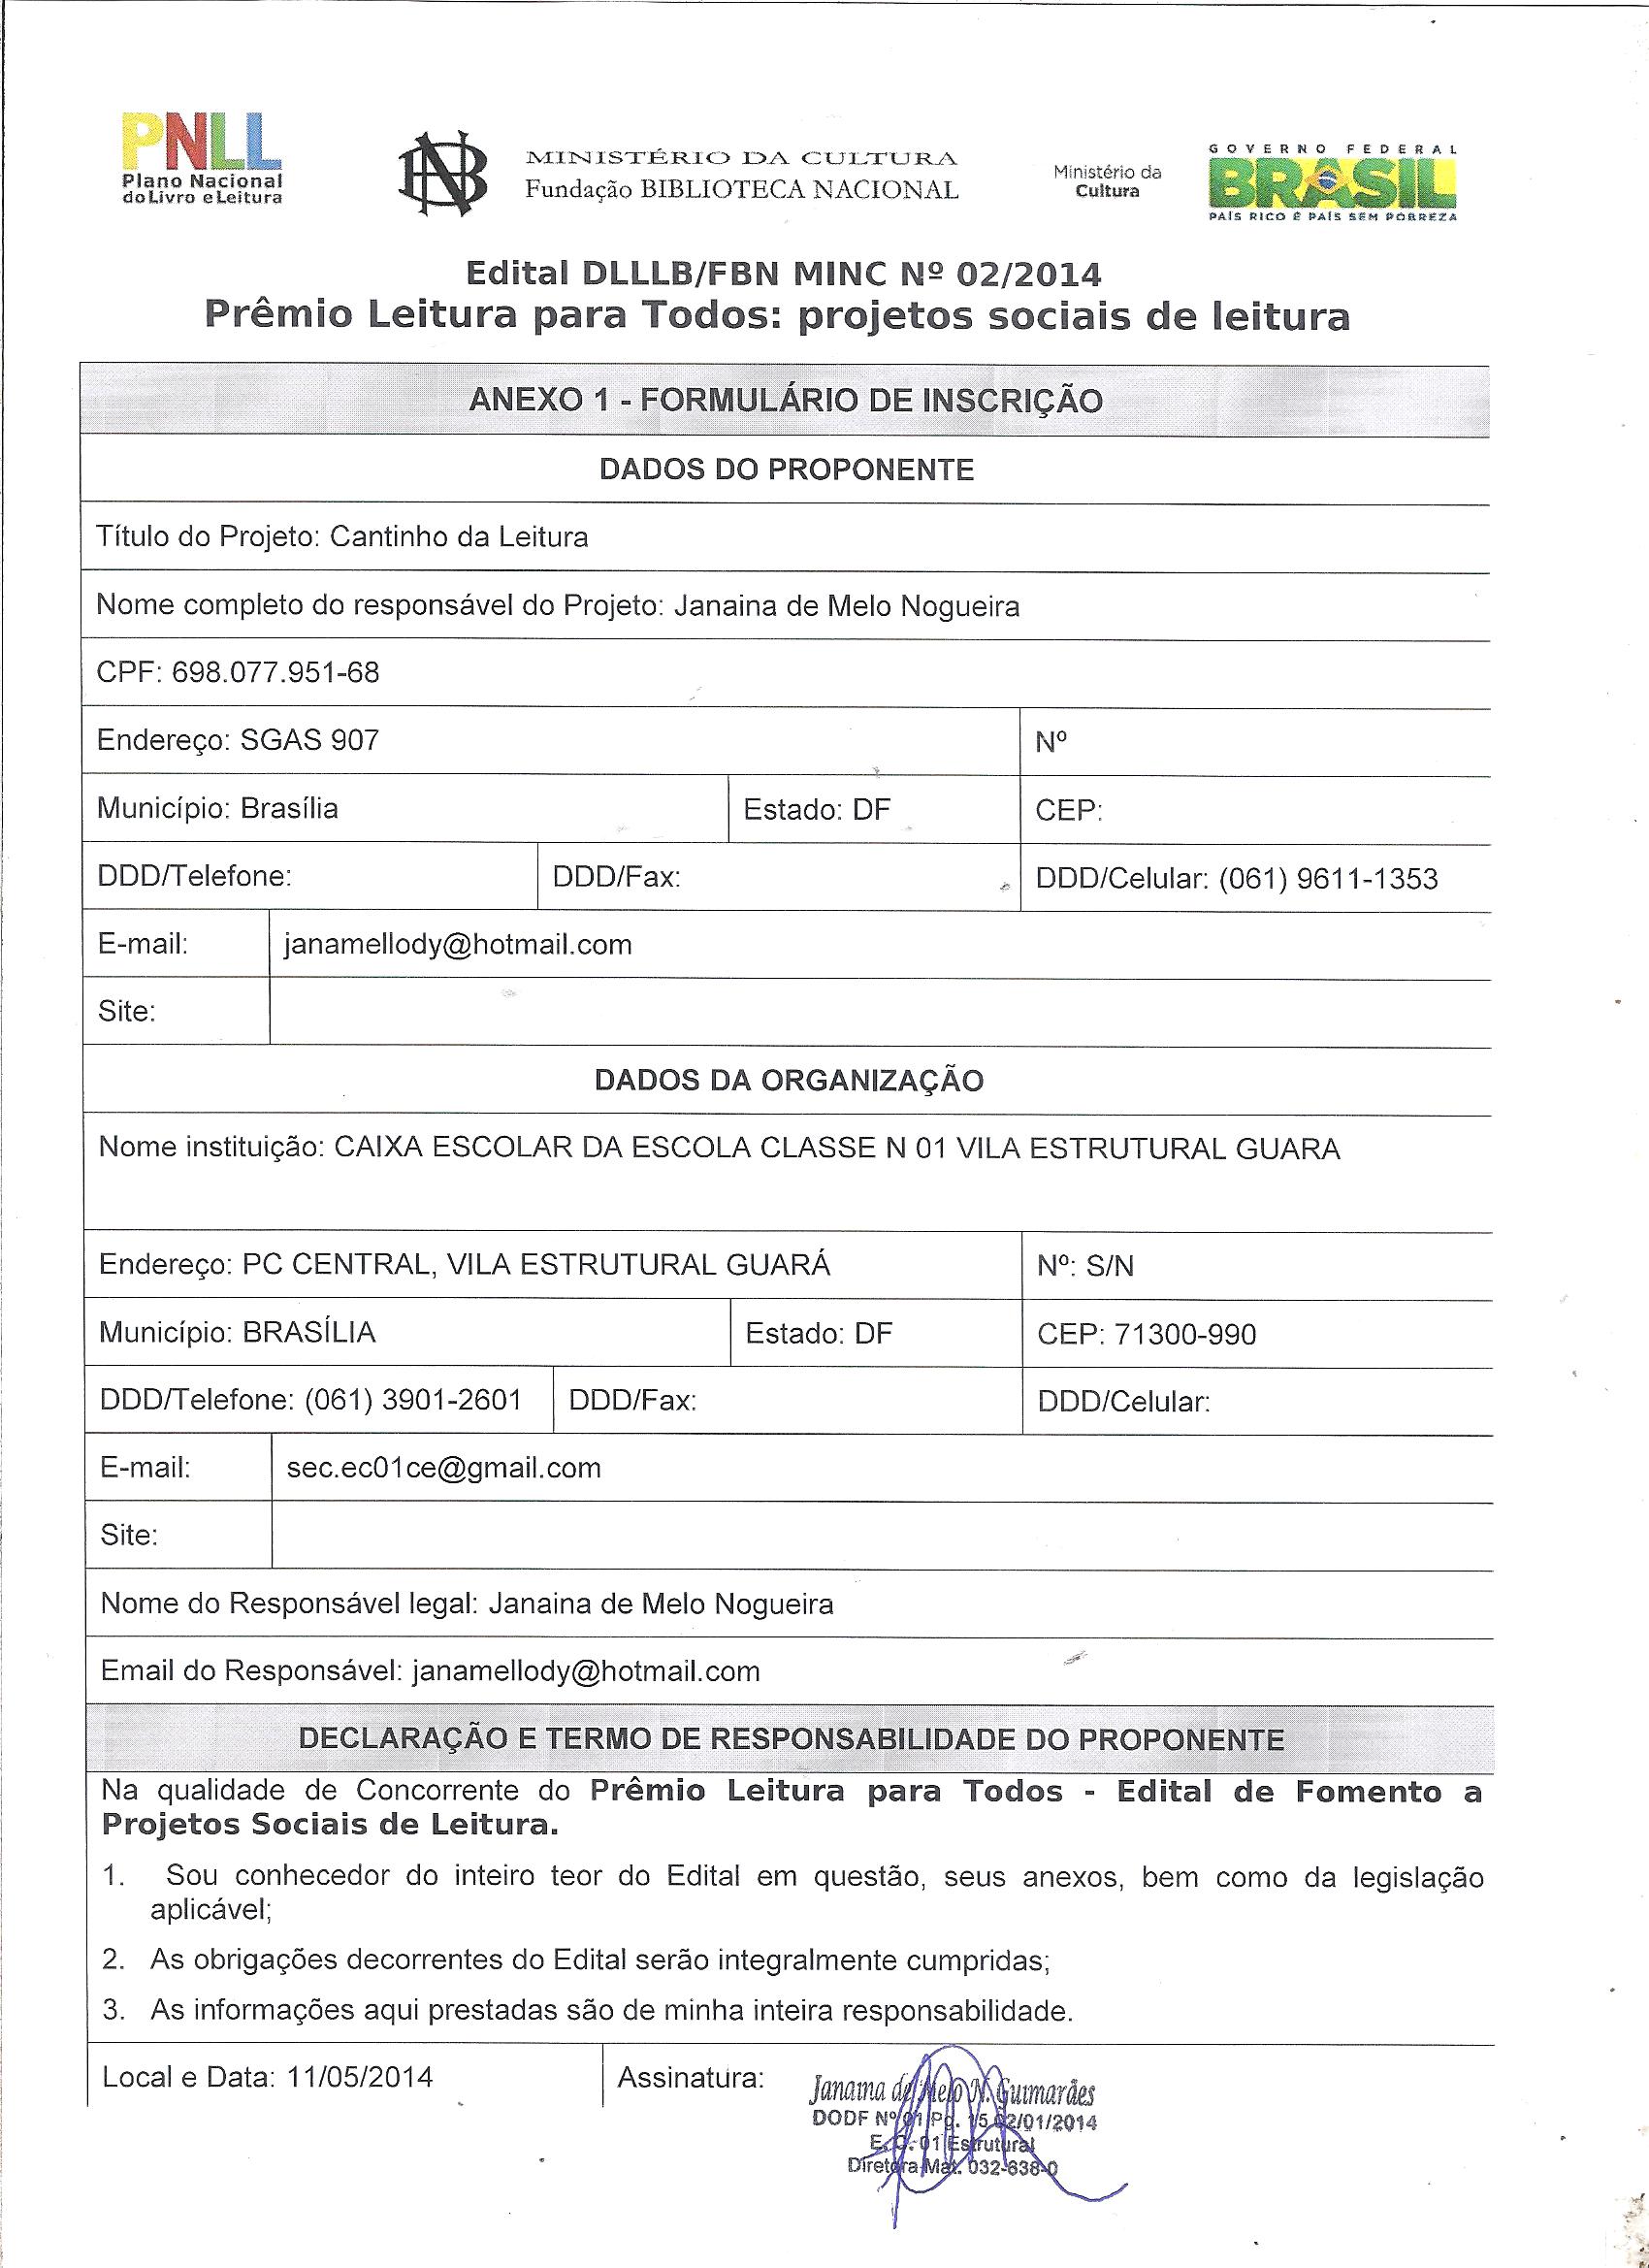 PNLL
Plano Nacional
do Livro e Leitura
MINISTÉRIO DA CULTURA
Fundação BIBLIOTECA NACIONAL
Ministério da
Cultura
GOVERNO FEDERAL
BRASIL
PAÍS RICO É PAÍS SEM POBREZA
Edital DLLLB/FBN MINC Nº 02/2014
Prêmio Leitura para Todos: projetos sociais de leitura
ANEXO 1 - FORMULÁRIO DE INSCRIÇÃO
DADOS DO PROPONENTE
Título do Projeto: Cantinho da Leitura
Nome completo do responsável do Projeto: Janaina de Melo Nogueira
CPF: 698.077.951-68
Endereço: SGAS 907 Nº
Município: Brasília Estado: DF CEP:
DDD/Telefone: DDD/Fax: DDD/Celular: (061) 9611-1353
E-mail: janamellody@hotmail.com
Site:
DADOS DA ORGANIZAÇÃO
Nome instituição: CAIXA ESCOLAR DA ESCOLA CLASSE N 01 VILA ESTRUTURAL GUARA
Endereço: PC CENTRAL, VILA ESTRUTURAL GUARÁ Nº: S/N
Município: BRASÍLIA Estado: DF CEP: 71300-990
DDD/Telefone: (061) 3901-2601 DDD/Fax: DDD/Celular:
E-mail: sec.ec01ce@gmail.com
Site:
Nome do Responsável legal: Janaina de Melo Nogueira
Email do Responsável: janamellody@hotmail.com
DECLARAÇÃO E TERMO DE RESPONSABILIDADE DO PROPONENTE
Na qualidade de Concorrente do Prêmio Leitura para Todos - Edital de Fomento a
Projetos Sociais de Leitura.
1. Sou conhecedor do inteiro teor do Edital em questão, seus anexos, bem como da legislação
aplicável;
2. As obrigações decorrentes do Edital serão integralmente cumpridas;
3. As informações aqui prestadas são de minha inteira responsabilidade.
Local e Data: 11/05/2014 Assinatura:
Janaina de Melo N. Guimarães
DODF Nº 01 Pg. 15 02/01/2014
E. C. 01 Estrutural
Diretora Mat. 032-638-0